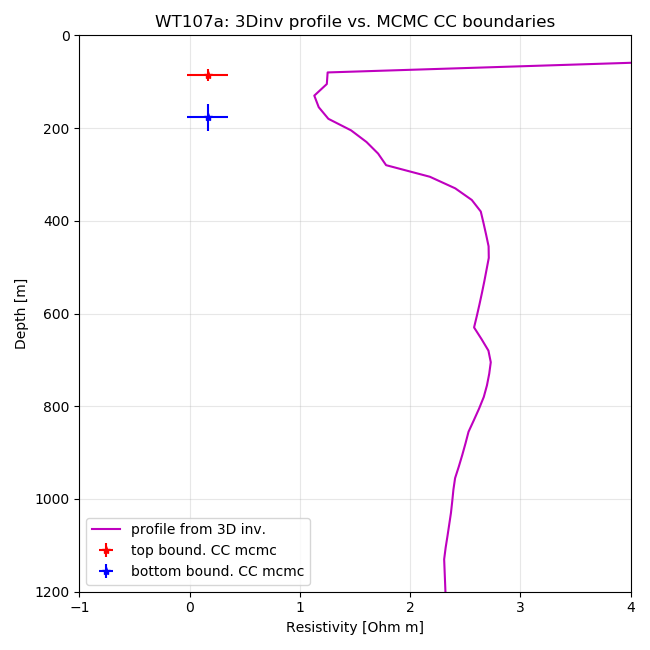 WT107a: 3Dinv profile vs. MCMC CC boundaries
0
200
400
600
800
1000
1200
Depth [m]
profile from 3D inv.
top bound. CC mcmc
bottom bound. CC mcmc
−1
0
1
2
3
4
Resistivity [Ohm m]